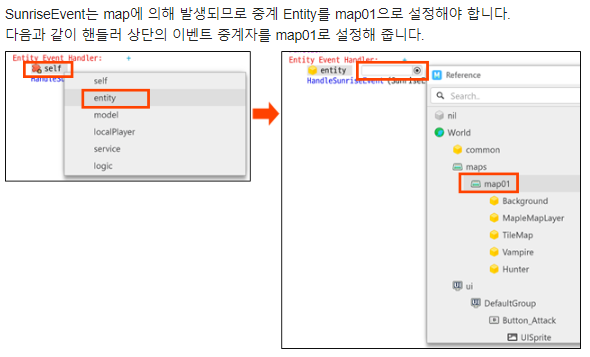 SunriseEvent는 map에 의해 발생되므로 중계 Entity를 map01으로 설정해야 합니다.
다음과 같이 핸들러 상단의 이벤트 중계자를 map01로 설정해 줍니다.
Entity Event Handler: +
self
HandleSu
self
entity
model
localPlayer
service
logic
Entity Event Handler: +
entity
HandleSunriseEvent (SunriseE
Reference
Search..
nil
World
common
maps
map01
Background
MapleMapLayer
TileMap
Vampire
Hunter
ui
DefaultGroup
Button_Attack
UISprite